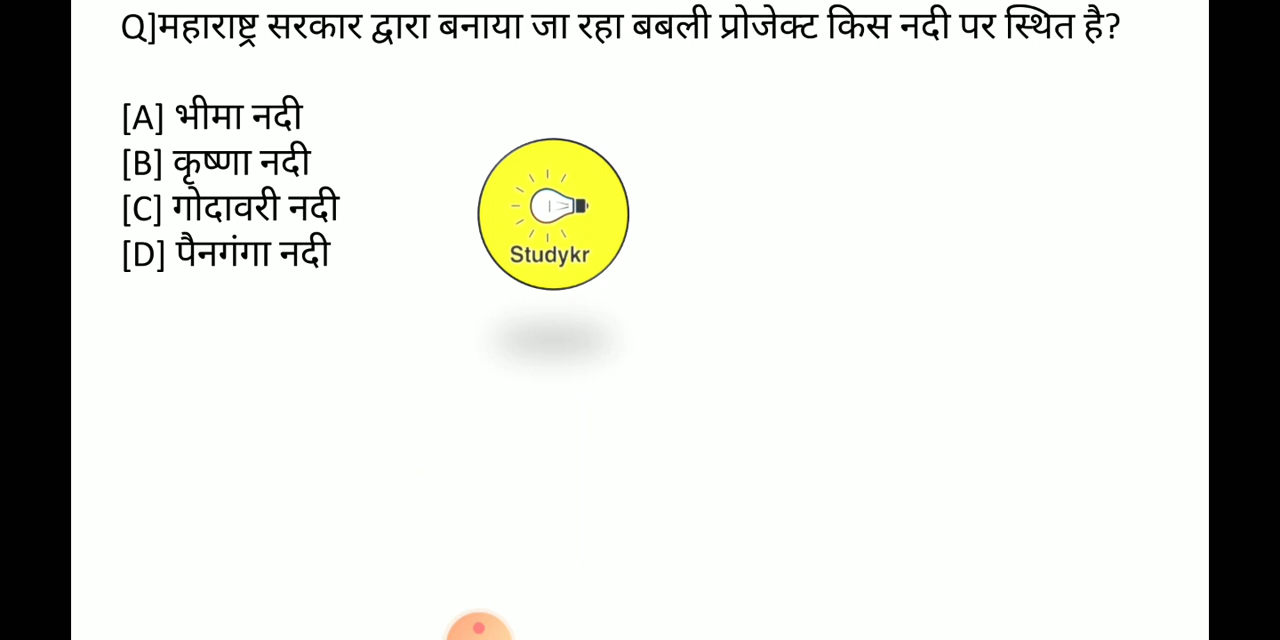 Q]महाराष्ट्र सरकार द्वारा बनाया जा रहा बबली प्रोजेक्ट किस नदी पर स्थित है?
[A] भीमा नदी
[B] कृष्णा नदी
[C] गोदावरी नदी
[D] पैनगंगा नदी
Studykr